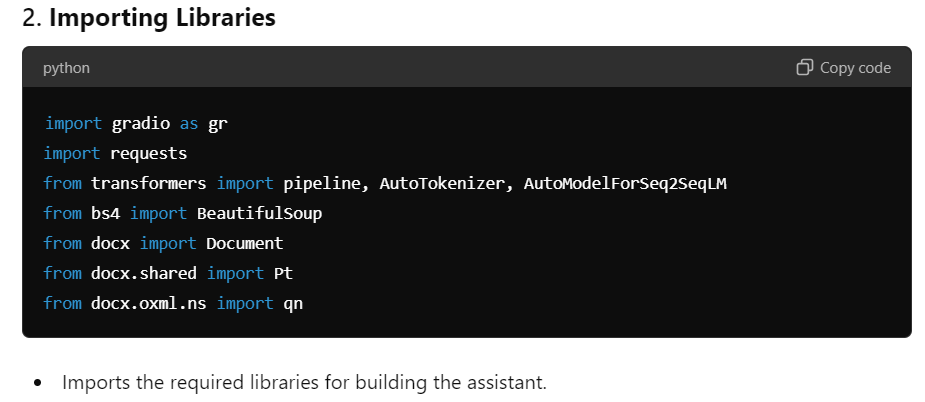 2. Importing Libraries
python
Copy code
import gradio as gr
import requests
from transformers import pipeline, AutoTokenizer, AutoModelForSeq2SeqLM
from bs4 import BeautifulSoup
from docx import Document
from docx.shared import Pt
from docx.oxml.ns import qn
• Imports the required libraries for building the assistant.